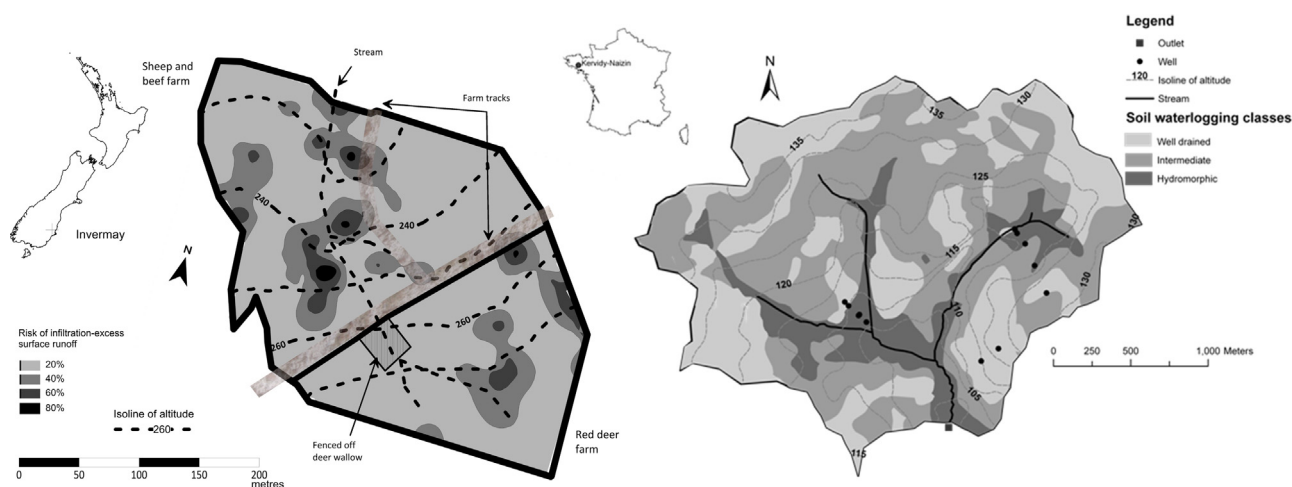 Sheep and
beef farm
Stream
Farm tracks
Invermay
N
240
240
260
260
Risk of infiltration-excess
surface runoff
20%
40%
60%
80%
Isoline of altitude
260
0 50 100 150 200
metres
Fenced off
deer wallow
Red deer
farm
Kervidy-Naizin
N
Legend
Outlet
Well
120 Isoline of altitude
Stream
Soil waterlogging classes
Well drained
Intermediate
Hydromorphic
135
130
135
125
130
115
120
130
110
105
115
0 250 500 1,000 Meters